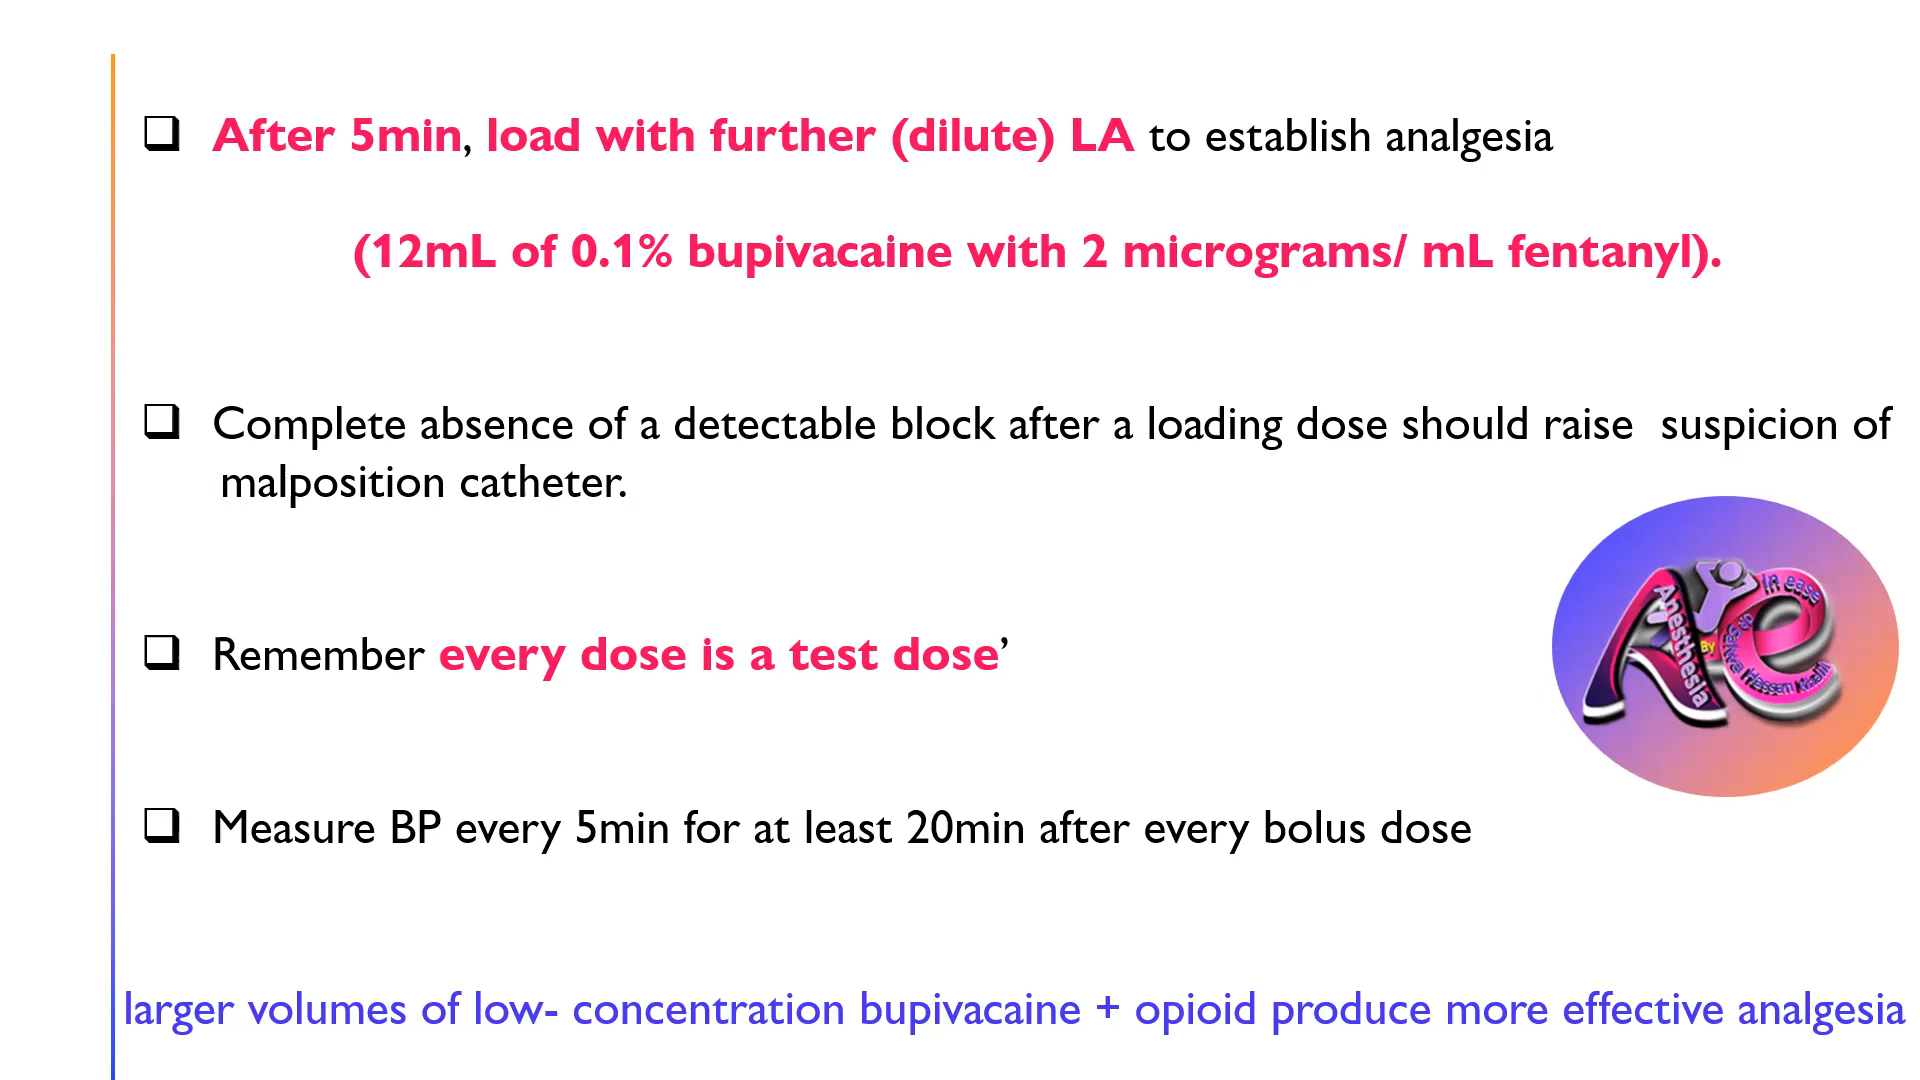 ❑ After 5min, load with further (dilute) LA to establish analgesia
(12mL of 0.1% bupivacaine with 2 micrograms/ mL fentanyl).
❑ Complete absence of a detectable block after a loading dose should raise  suspicion of
malposition catheter.
❑ Remember every dose is a test dose’
❑ Measure BP every 5min for at least 20min after every bolus dose
larger volumes of low- concentration bupivacaine + opioid produce more effective analgesia
Anesthesia
In ease
By
Salwa Hassan